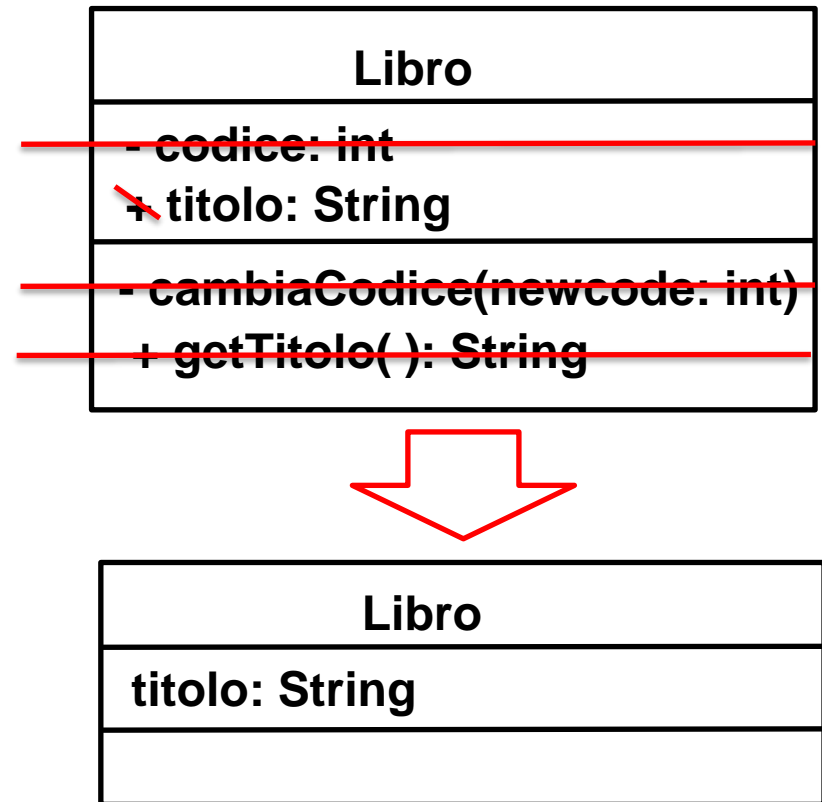 Libro
- codice: int
+ titolo: String
- cambiaCodice(newcode: int)
+ getTitolo( ): String
Libro
titolo: String